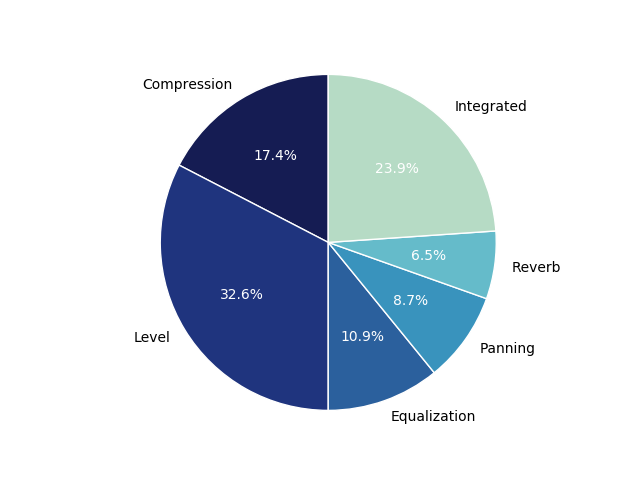 Compression
17.4%
Integrated
23.9%
Reverb
6.5%
Level
32.6%
Panning
8.7%
Equalization
10.9%